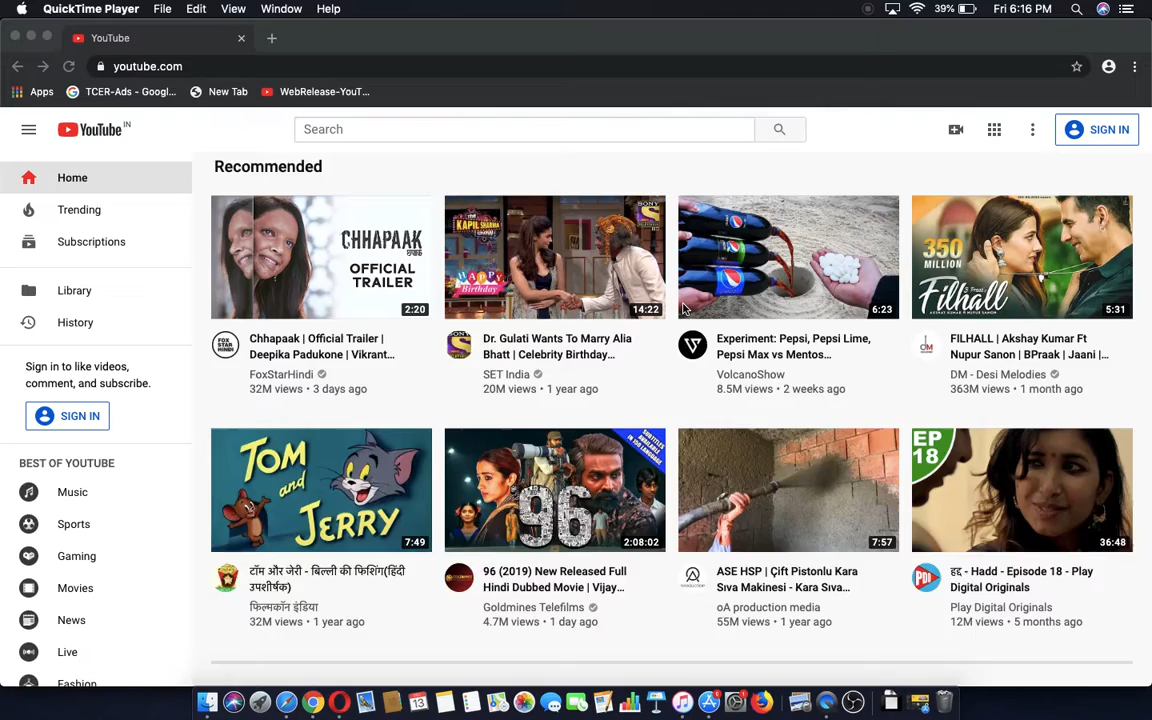 QuickTime Player File Edit View Window Help 39% Fri 6:16 PM
YouTube
youtube.com
Apps TCER-Ads - Googl... New Tab WebRelease-YouT...
YouTube IN Search SIGN IN
Home
Trending
Subscriptions
Library
History
Sign in to like videos,
comment, and subscribe.
SIGN IN
BEST OF YOUTUBE
Music
Sports
Gaming
Movies
News
Live
Fashion
Recommended
CHHAPAAK
OFFICIAL
TRAILER
2:20
FOX
STAR
HINDI
Chhapaak | Official Trailer |
Deepika Padukone | Vikrant...
FoxStarHindi
32M views • 3 days ago
THE
KAPIL SHARMA
HAPPY
Birthday
SONY
14:22
Dr. Gulati Wants To Marry Alia
Bhatt | Celebrity Birthday...
SET India
20M views • 1 year ago
6:23
Experiment: Pepsi, Pepsi Lime,
Pepsi Max vs Mentos...
VolcanoShow
8.5M views • 2 weeks ago
350
MILLION
Filhall
5:31
FILHALL | Akshay Kumar Ft
Nupur Sanon | BPraak | Jaani |...
DM - Desi Melodies
363M views • 1 month ago
TOM
and
JERRY
7:49
टॉम और जेरी - बिल्ली की फिशिंग(हिंदी
उपशीर्षक)
फिल्मकॉन इंडिया
32M views • 1 year ago
SUBTITLES
AVAILABLE
96
2:08:02
96 (2019) New Released Full
Hindi Dubbed Movie | Vijay...
Goldmines Telefilms
4.7M views • 1 day ago
7:57
ASE HSP | Çift Pistonlu Kara
Sıva Makinesi - Kara Sıva...
oA production media
55M views • 1 year ago
EP
18
36:48
PDI
हद्द - Episode 18 - Play
Digital Originals
Play Digital Originals
12M views • 5 months ago
13